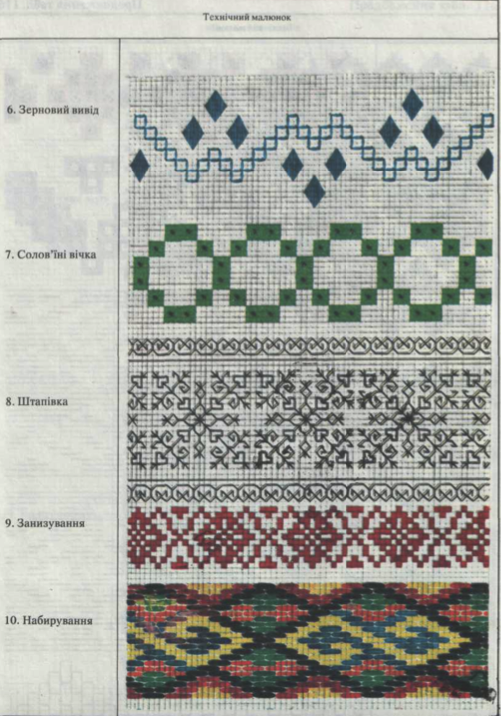 Технічний малюнок
6. Зерновий вивід
7. Солов'їні вічка
8. Штапівка
9. Занизування
10. Набирування